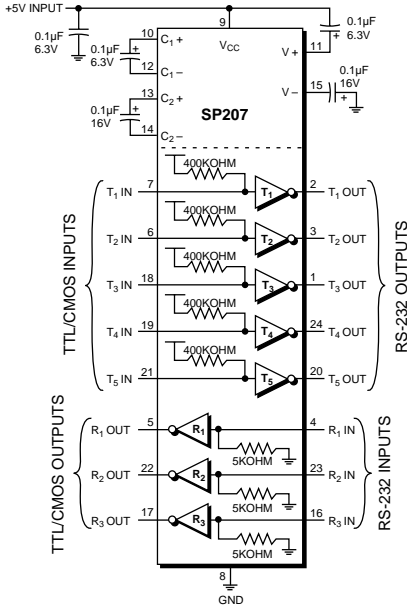 +5V INPUT
0.1µF
6.3V
9
VCC
10
C1 +
0.1µF
6.3V
12
C1 –
13
C2 +
0.1µF
16V
14
C2 –
V +
11
0.1µF
6.3V
V –
15
0.1µF
16V
SP207
TTL/CMOS INPUTS
RS-232 OUTPUTS
400KOHM
T1 IN 7 T1 2 T1 OUT
400KOHM
T2 IN 6 T2 3 T2 OUT
400KOHM
T3 IN 18 T3 1 T3 OUT
400KOHM
T4 IN 19 T4 24 T4 OUT
400KOHM
T5 IN 21 T5 20 T5 OUT
TTL/CMOS OUTPUTS
RS-232 INPUTS
R1 OUT 5 R1 4 R1 IN
5KOHM
R2 OUT 22 R2 23 R2 IN
5KOHM
R3 OUT 17 R3 16 R3 IN
5KOHM
8
GND